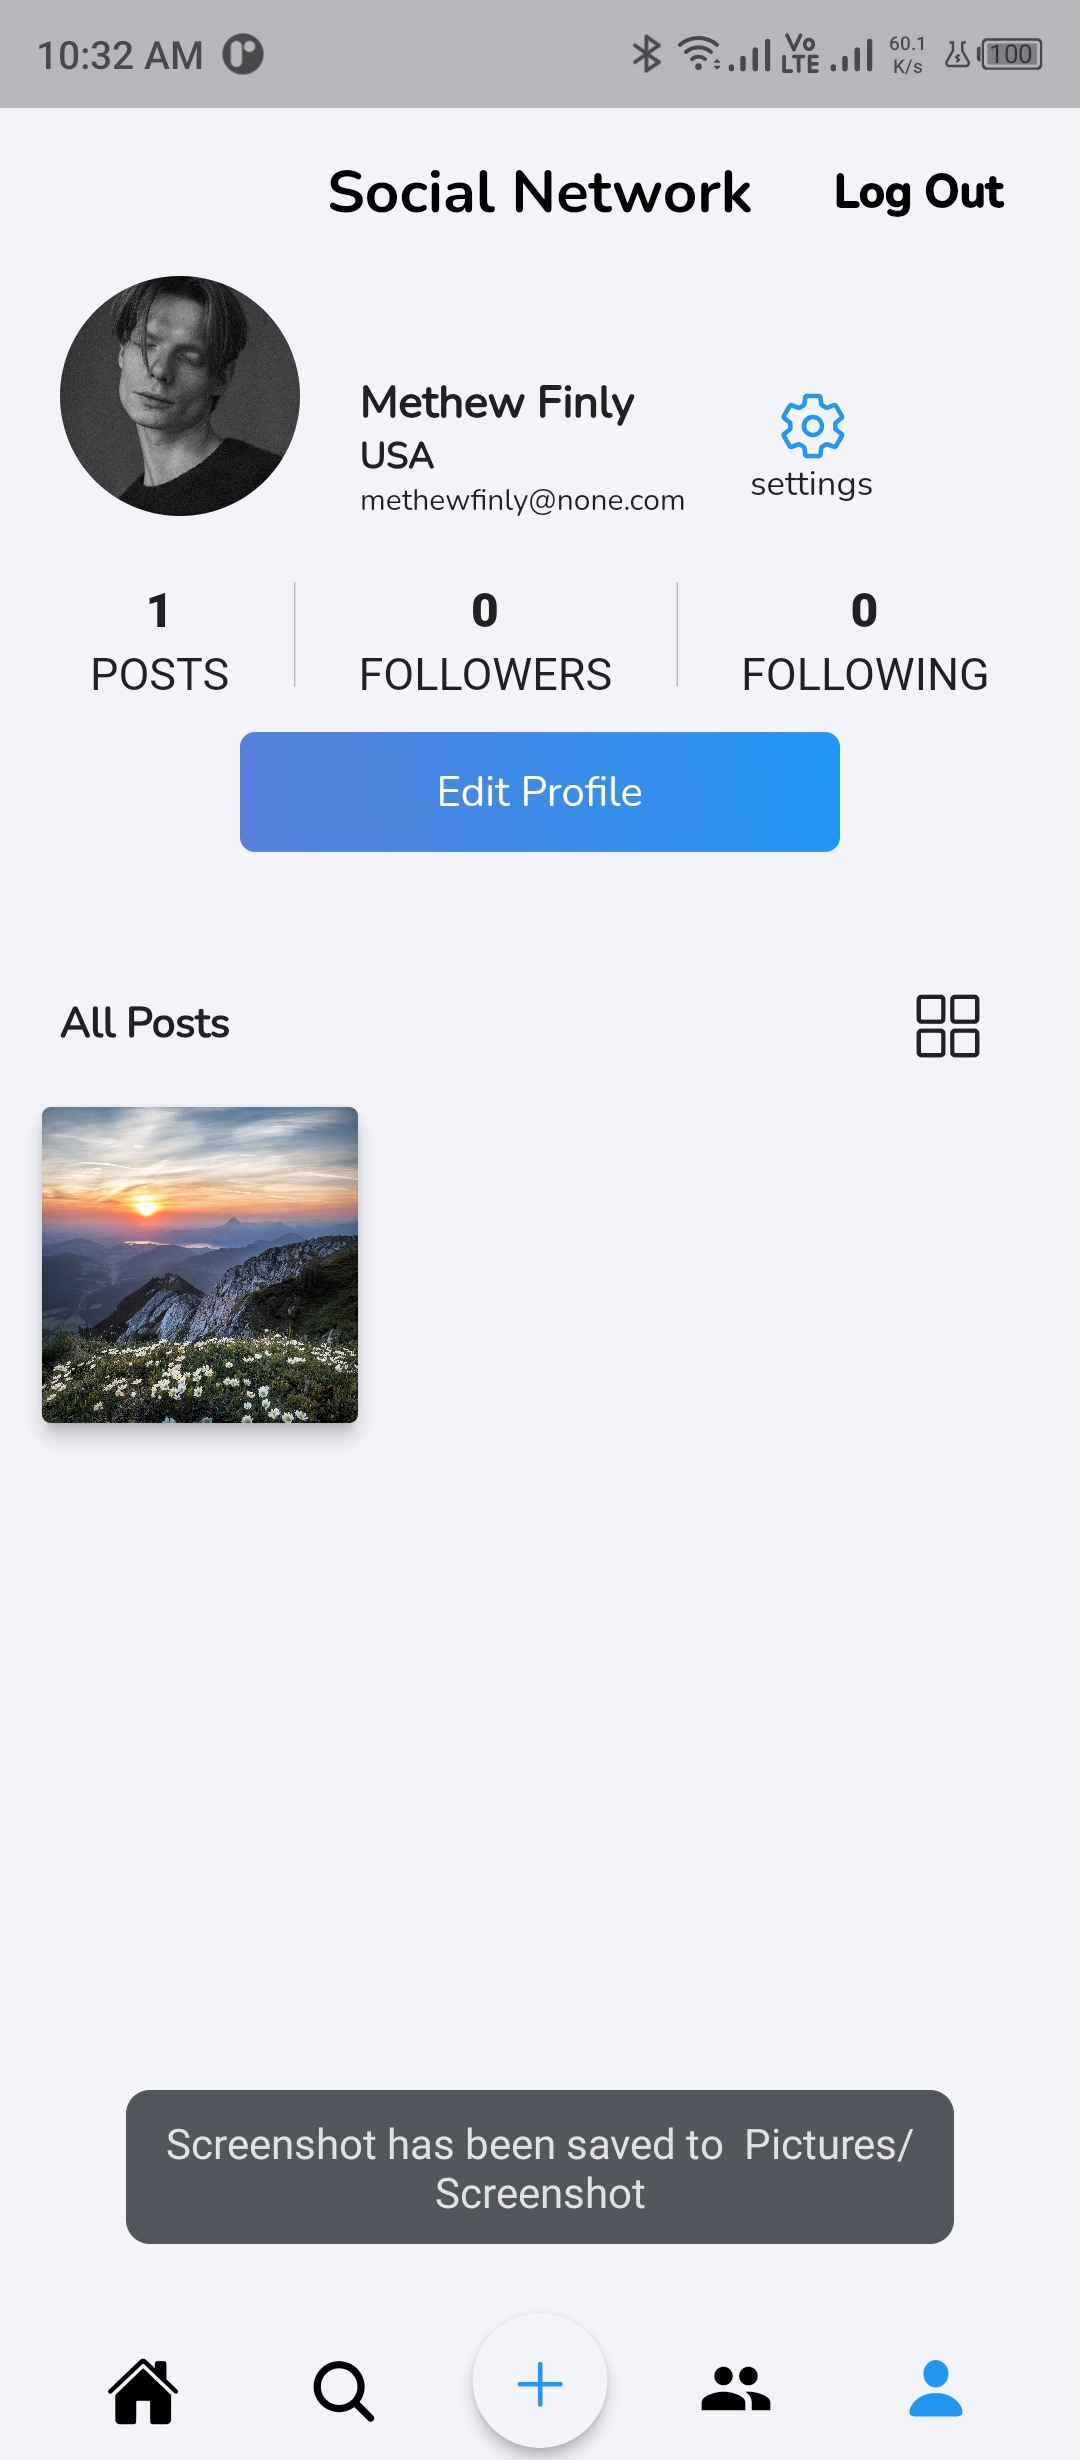 10:32 AM
Vo LTE
60.1 K/s
100
Social Network
Log Out
Methew Finly
USA
methewfinly@none.com
settings
1
POSTS
0
FOLLOWERS
0
FOLLOWING
Edit Profile
All Posts
Screenshot has been saved to  Pictures/
Screenshot